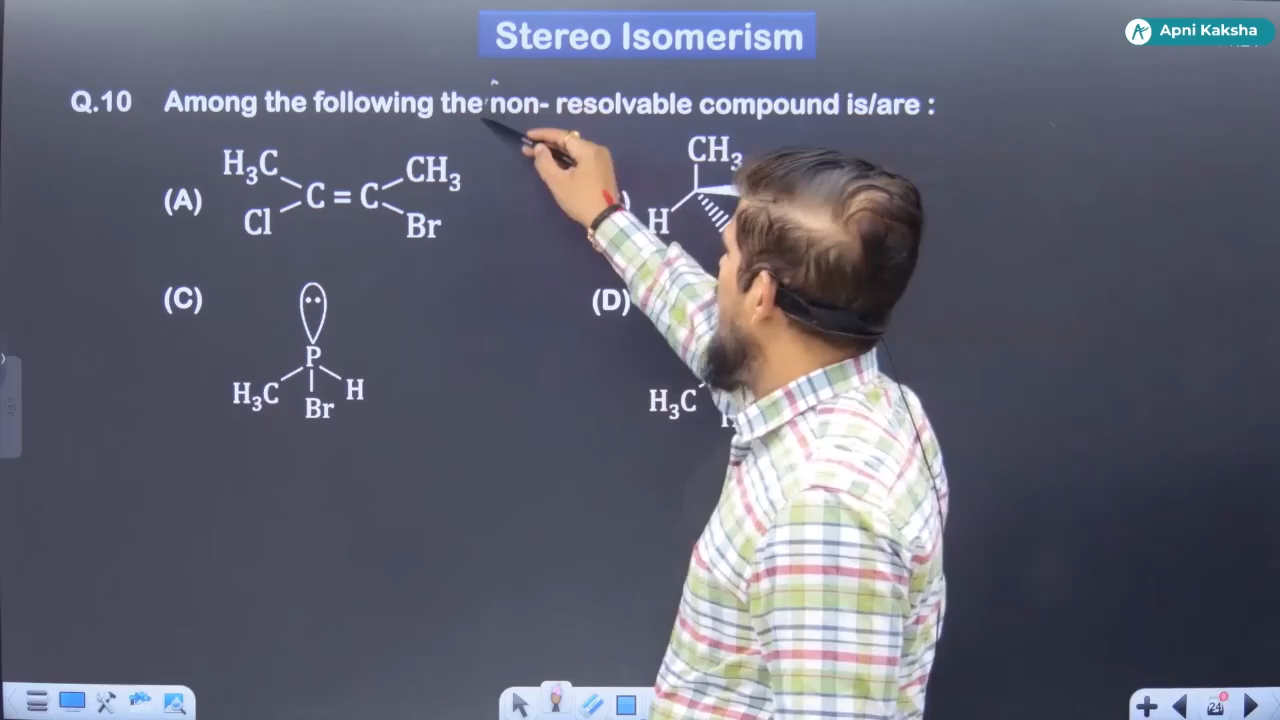 Stereo Isomerism
Apni Kaksha
Q.10 Among the following the non- resolvable compound is/are :
(A) H₃C Cl C = C CH₃ Br
CH₃
H
(C) P H₃C Br H
(D)
H₃C
24